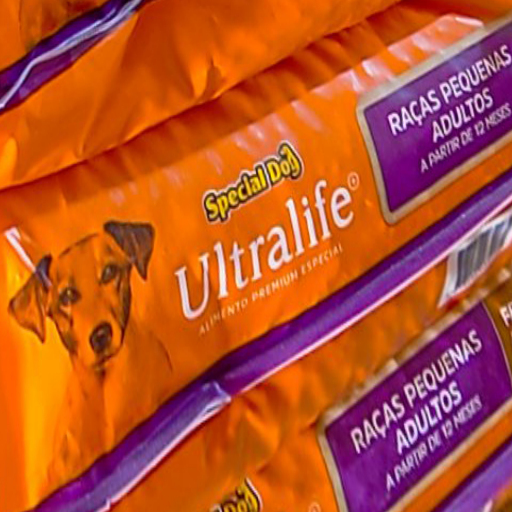 Special Dog
Ultralife
ALIMENTO PREMIUM ESPECIAL
RAÇAS PEQUENAS
ADULTOS
A PARTIR DE 12 MESES
RAÇAS PEQUENAS
ADULTOS
A PARTIR DE 12 MESES